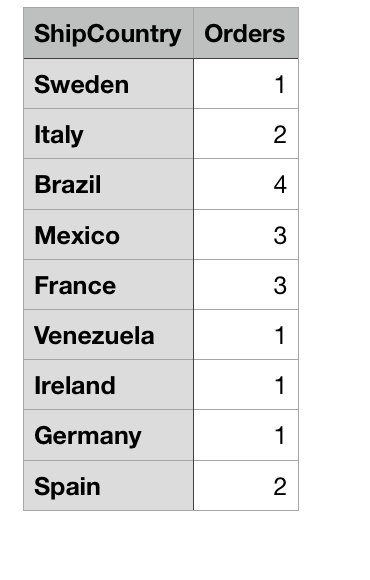 ShipCountry Orders
Sweden 1
Italy 2
Brazil 4
Mexico 3
France 3
Venezuela 1
Ireland 1
Germany 1
Spain 2